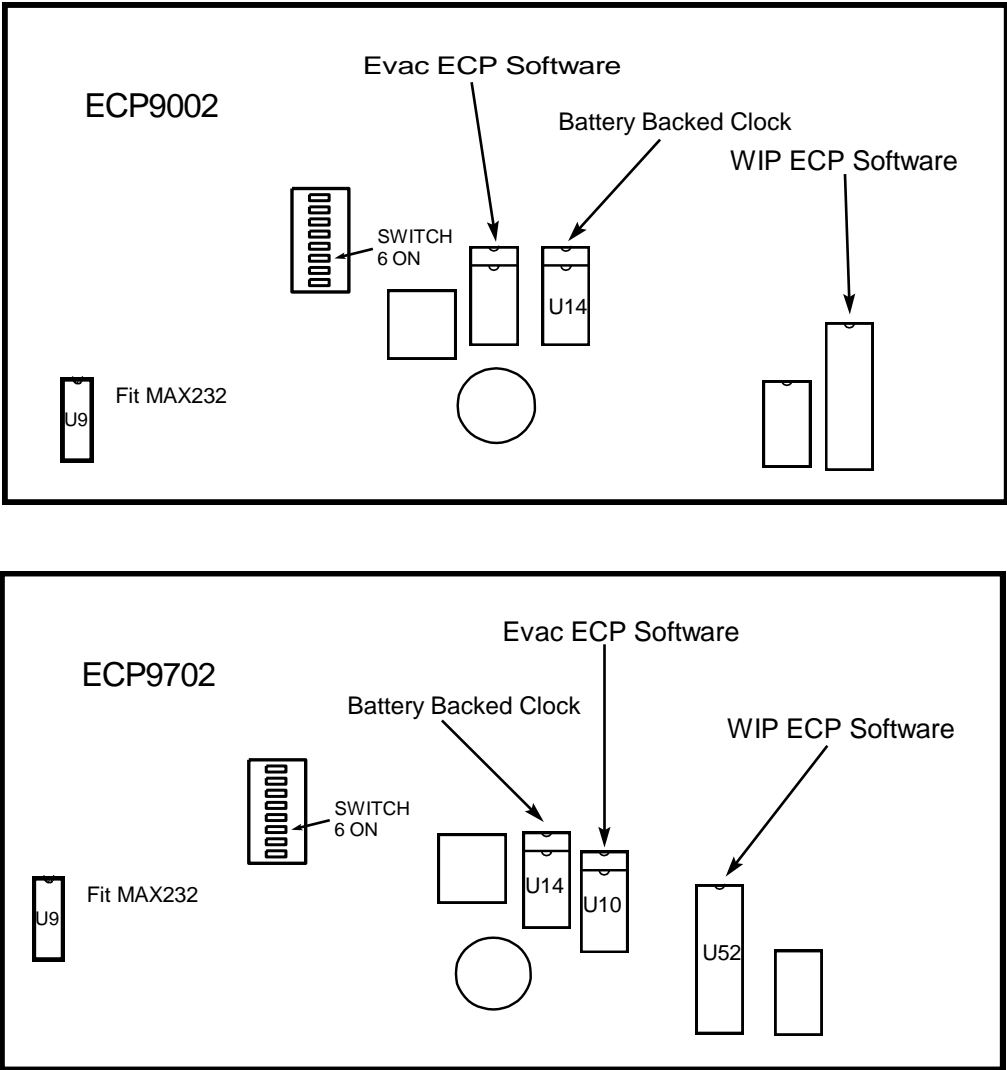 Evac ECP Software
ECP9002
Battery Backed Clock
WIP ECP Software
SWITCH
6 ON
U14
Fit MAX232
U9
Evac ECP Software
ECP9702
Battery Backed Clock
WIP ECP Software
SWITCH
6 ON
U14
Fit MAX232
U10
U9
U52